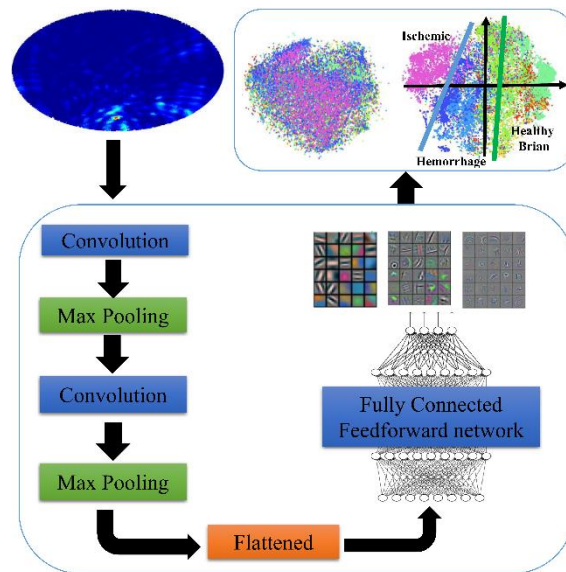 Ischemic
Healthy
Brian
Hemorrhage
Convolution
Max Pooling
Convolution
Max Pooling
Flattened
Fully Connected
Feedforward network